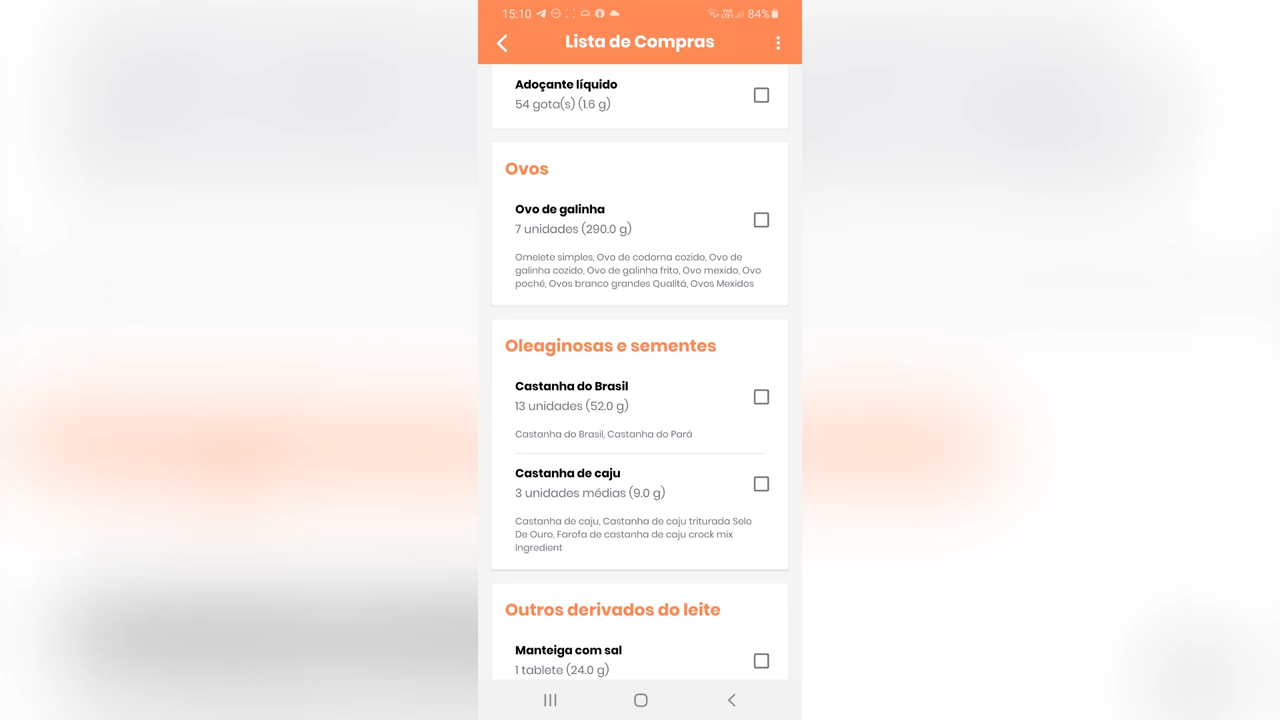 15:10
84%
Lista de Compras
Adoçante líquido
54 gota(s) (1.6 g)
Ovos
Ovo de galinha
7 unidades (290.0 g)
Omelete simples, Ovo de codorna cozido, Ovo de
galinha cozido, Ovo de galinha frito, Ovo mexido, Ovo
poché, Ovos branco grandes Qualitá, Ovos Mexidos
Oleaginosas e sementes
Castanha do Brasil
13 unidades (52.0 g)
Castanha do Brasil, Castanha do Pará
Castanha de caju
3 unidades médias (9.0 g)
Castanha de caju, Castanha de caju triturada Selo
De Ouro, Farofa de castanha de caju crock mix
Ingredient
Outros derivados do leite
Manteiga com sal
1 tablete (24.0 g)